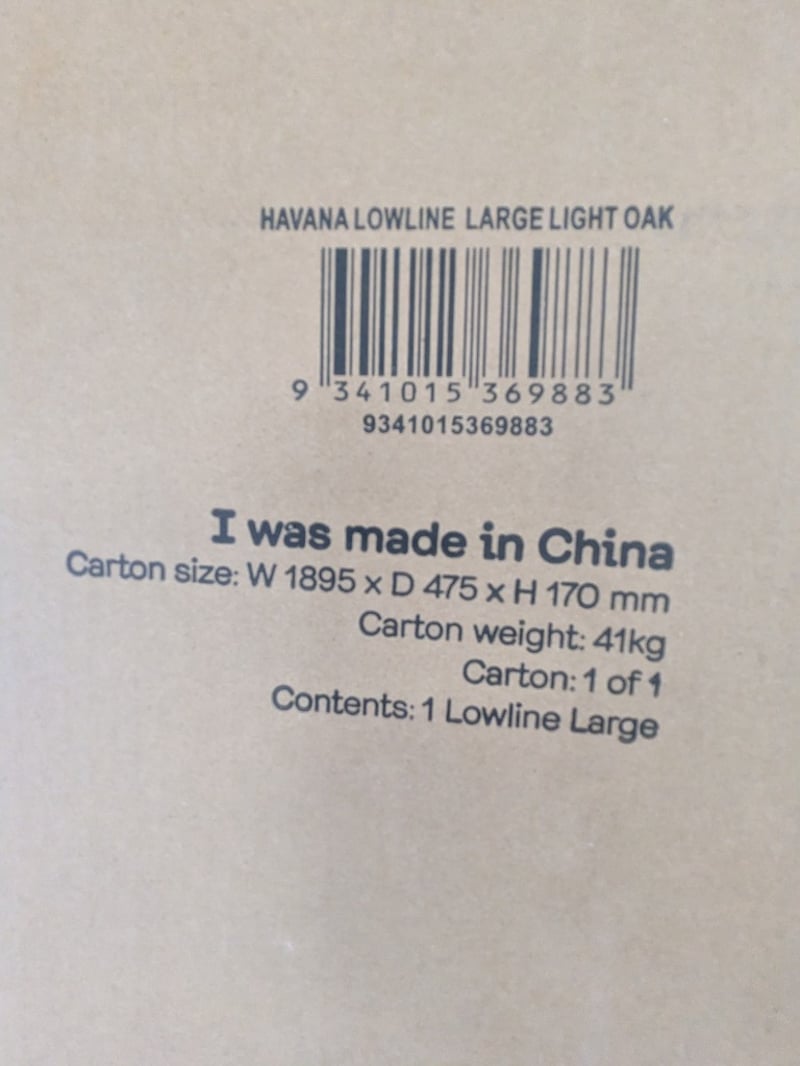 HAVANA LOWLINE LARGE LIGHT OAK
9 341015 369883
9341015369883
I was made in China
Carton size: W 1895 x D 475 x H 170 mm
Carton weight: 41kg
Carton: 1 of 1
Contents: 1 Lowline Large